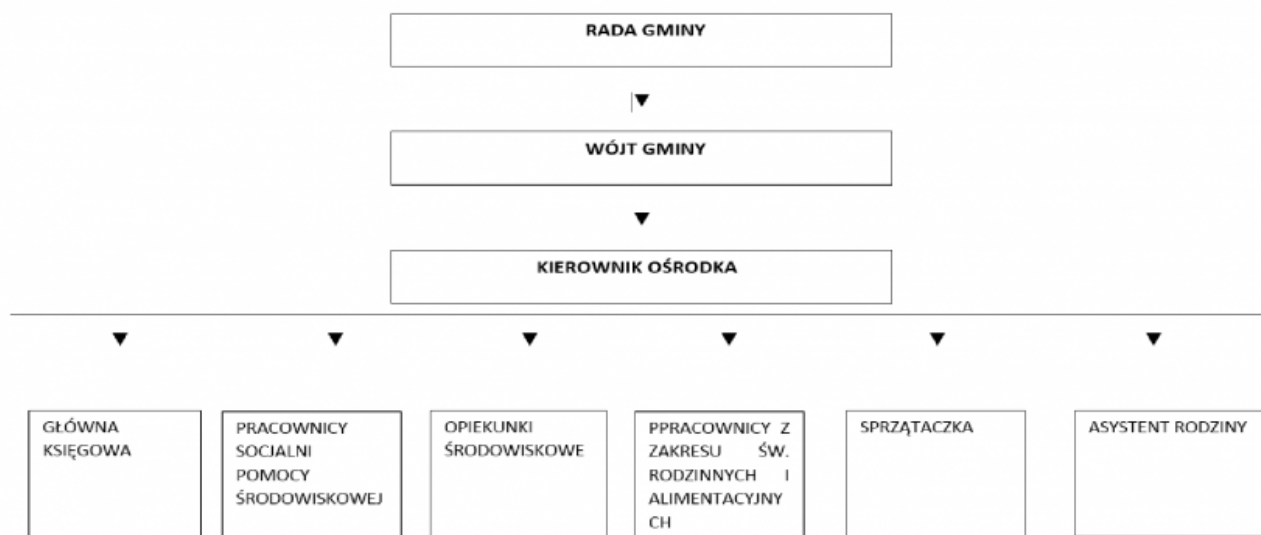 RADA GMINY
WÓJT GMINY
KIEROWNIK OŚRODKA
GŁÓWNA
KSIĘGOWA
PRACOWNICY
SOCJALNI
POMOCY
ŚRODOWISKOWEJ
OPIEKUNKI
ŚRODOWISKOWE
PPRACOWNICY Z
ZAKRESU ŚW.
RODZINNYCH I
ALIMENTACYJNY
CH
SPRZĄTACZKA
ASYSTENT RODZINY